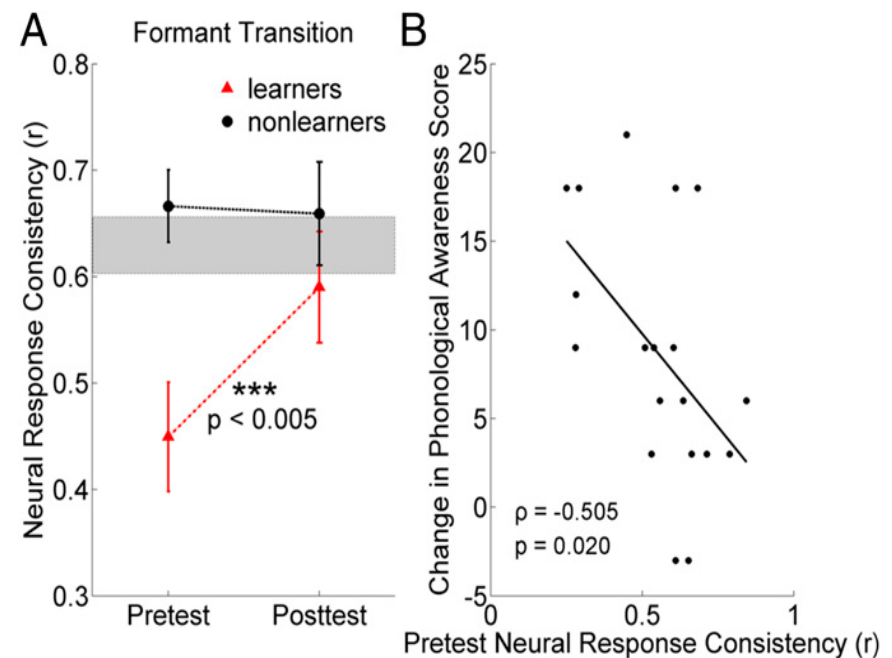 A
Formant Transition
Neural Response Consistency (r)
0.8
0.7
0.6
0.5
0.4
0.3
learners
nonlearners
***
p < 0.005
Pretest
Posttest
B
Change in Phonological Awareness Score
25
20
15
10
5
0
-5
ρ = -0.505
p = 0.020
0
0.5
1
Pretest Neural Response Consistency (r)